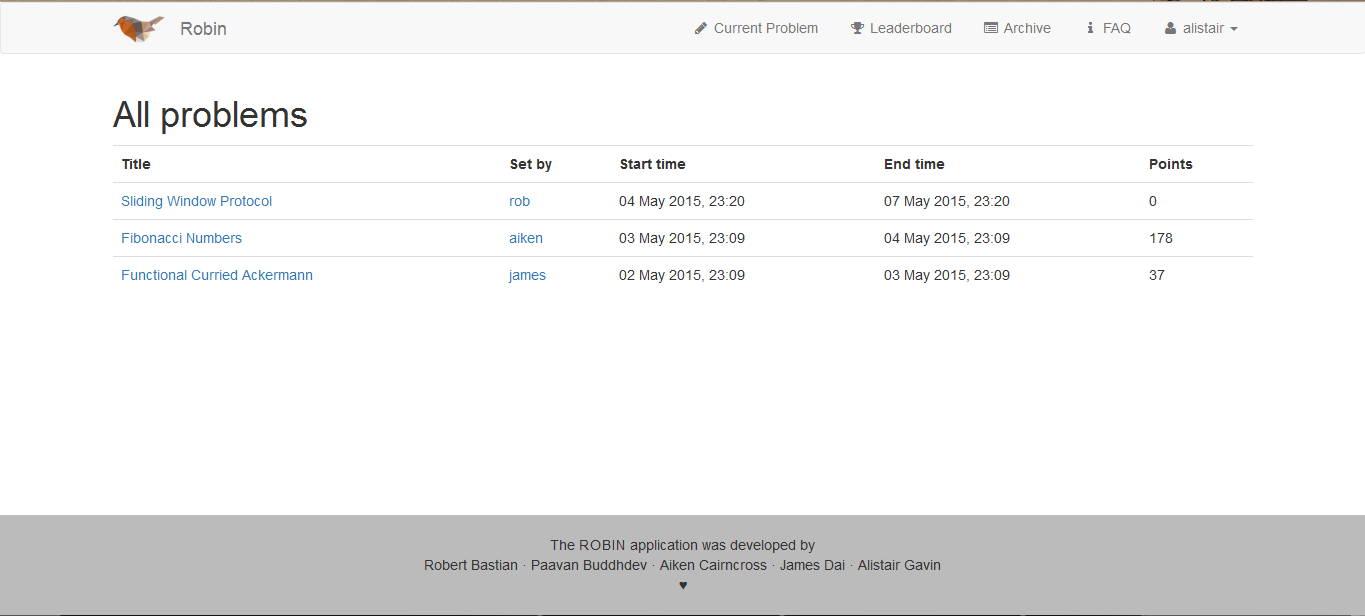 Robin Current Problem Leaderboard Archive FAQ alistair
All problems
Title Set by Start time End time Points
Sliding Window Protocol rob 04 May 2015, 23:20 07 May 2015, 23:20 0
Fibonacci Numbers aiken 03 May 2015, 23:09 04 May 2015, 23:09 178
Functional Curried Ackermann james 02 May 2015, 23:09 03 May 2015, 23:09 37
The ROBIN application was developed by
Robert Bastian · Paavan Buddhdev · Aiken Cairncross · James Dai · Alistair Gavin
♥